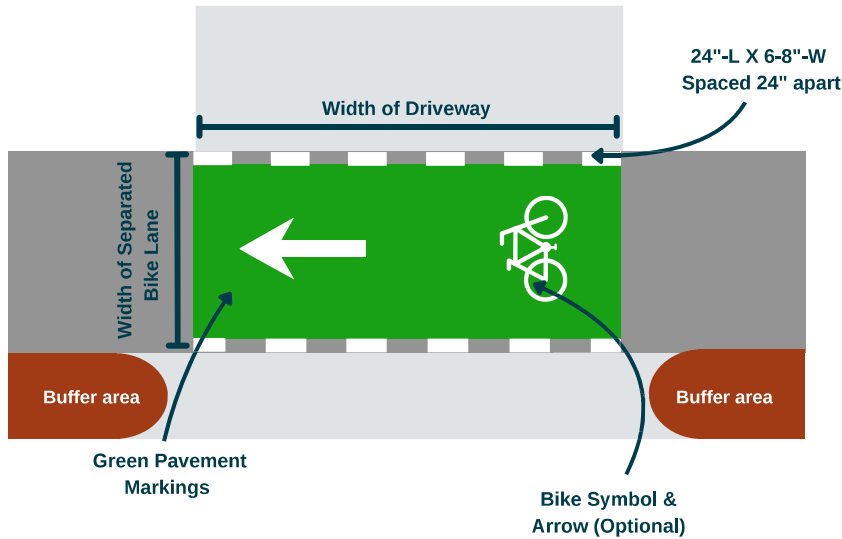 24"-L X 6-8"-W
Spaced 24" apart
Width of Driveway
Width of Separated
Bike Lane
Buffer area
Buffer area
Green Pavement
Markings
Bike Symbol &
Arrow (Optional)